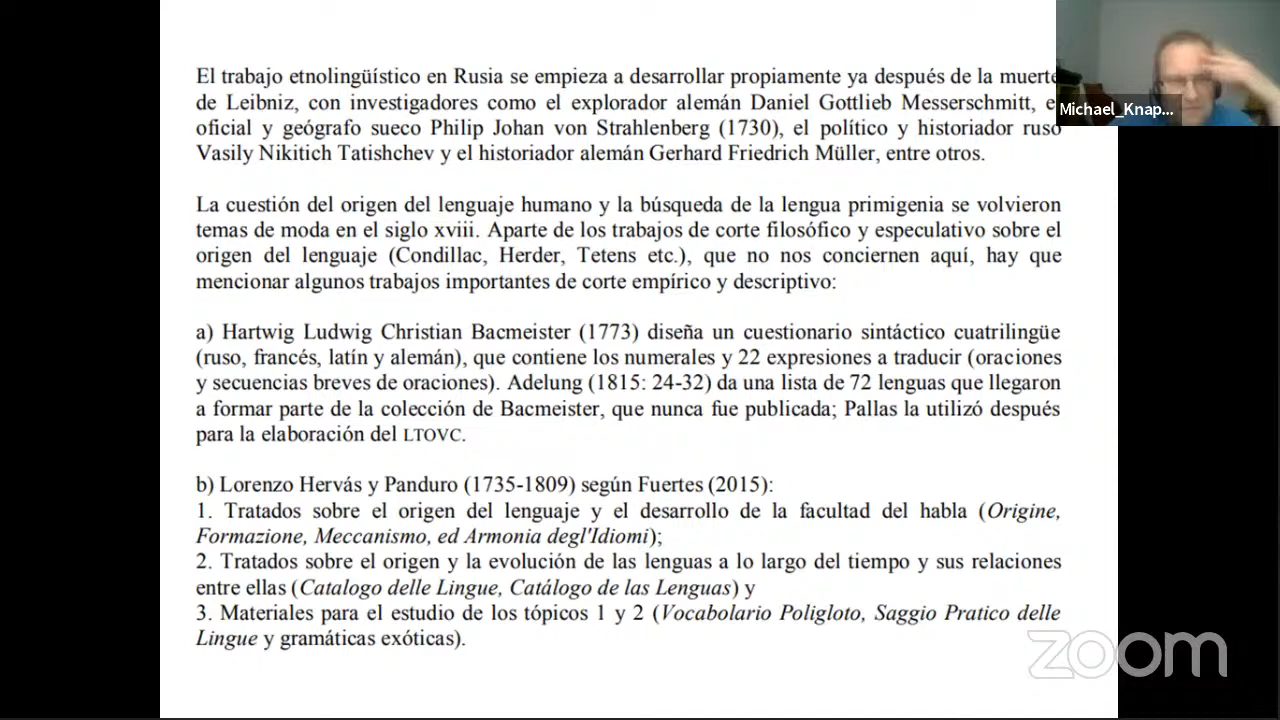 El trabajo etnolingüístico en Rusia se empieza a desarrollar propiamente ya después de la muerte
de Leibniz, con investigadores como el explorador alemán Daniel Gottlieb Messerschmitt, e
oficial y geógrafo sueco Philip Johan von Strahlenberg (1730), el político y historiador ruso
Vasily Nikitich Tatishchev y el historiador alemán Gerhard Friedrich Müller, entre otros.
La cuestión del origen del lenguaje humano y la búsqueda de la lengua primigenia se volvieron
temas de moda en el siglo xviii. Aparte de los trabajos de corte filosófico y especulativo sobre el
origen del lenguaje (Condillac, Herder, Tetens etc.), que no nos conciernen aquí, hay que
mencionar algunos trabajos importantes de corte empírico y descriptivo:
a) Hartwig Ludwig Christian Bacmeister (1773) diseña un cuestionario sintáctico cuatrilingüe
(ruso, francés, latín y alemán), que contiene los numerales y 22 expresiones a traducir (oraciones
y secuencias breves de oraciones). Adelung (1815: 24-32) da una lista de 72 lenguas que llegaron
a formar parte de la colección de Bacmeister, que nunca fue publicada; Pallas la utilizó después
para la elaboración del LTOVC.
b) Lorenzo Hervás y Panduro (1735-1809) según Fuertes (2015):
1. Tratados sobre el origen del lenguaje y el desarrollo de la facultad del habla (Origine,
Formazione, Meccanismo, ed Armonia degl'Idiomi);
2. Tratados sobre el origen y la evolución de las lenguas a lo largo del tiempo y sus relaciones
entre ellas (Catalogo delle Lingue, Catálogo de las Lenguas) y
3. Materiales para el estudio de los tópicos 1 y 2 (Vocabolario Poligloto, Saggio Pratico delle
Lingue y gramáticas exóticas).
Michael_Knap...
zoom